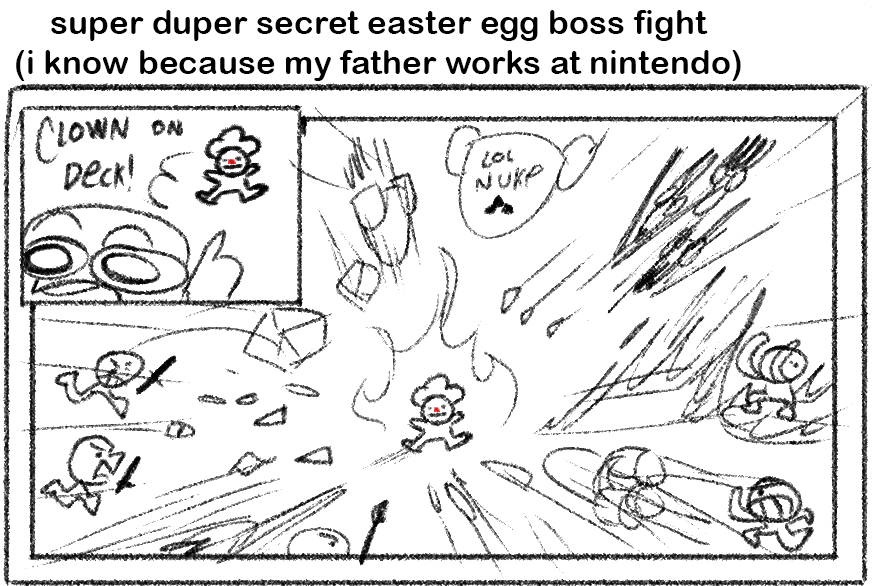 super duper secret easter egg boss fight
(i know because my father works at nintendo)
CLOWN ON
DECK!
LOL
NUKE